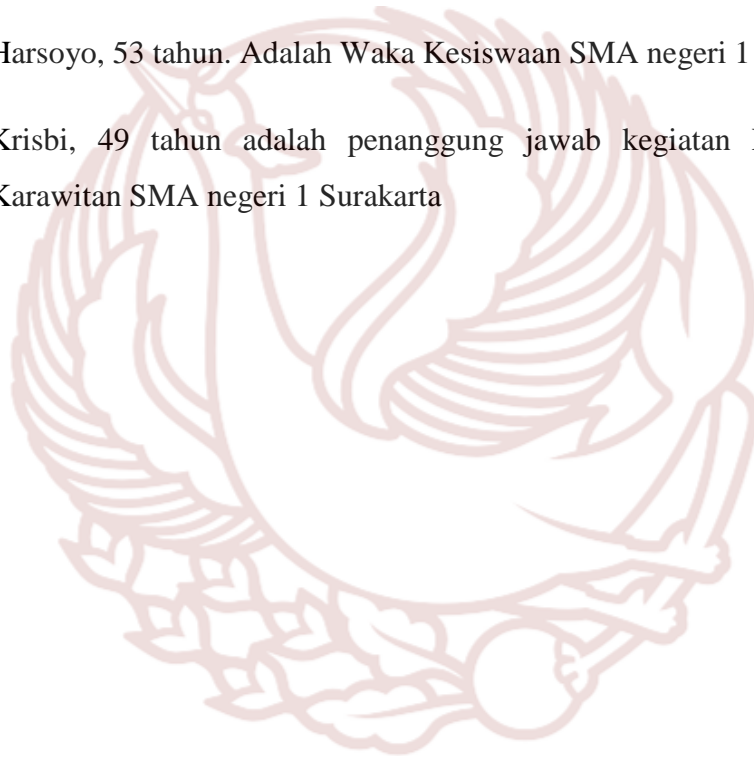 Harsoyo, 53 tahun. Adalah Waka Kesiswaan SMA negeri 1
Krisbi, 49 tahun adalah penanggung jawab kegiatan
Karawitan SMA negeri 1 Surakarta